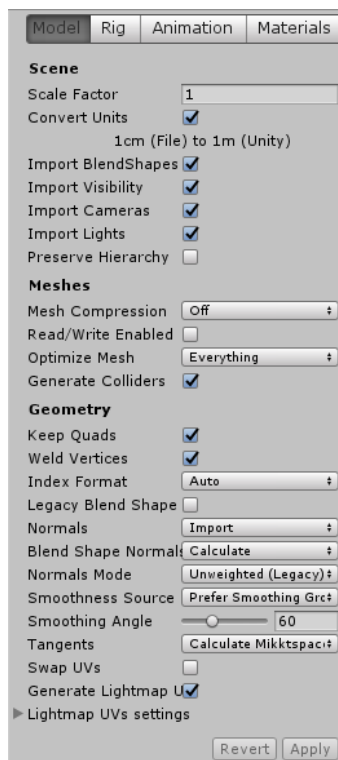 Model Rig Animation Materials
Scene
Scale Factor 1
Convert Units
1cm (File) to 1m (Unity)
Import BlendShapes
Import Visibility
Import Cameras
Import Lights
Preserve Hierarchy
Meshes
Mesh Compression Off
Read/Write Enabled
Optimize Mesh Everything
Generate Colliders
Geometry
Keep Quads
Weld Vertices
Index Format Auto
Legacy Blend Shape
Normals Import
Blend Shape Normals Calculate
Normals Mode Unweighted (Legacy)
Smoothness Source Prefer Smoothing Gro
Smoothing Angle 60
Tangents Calculate Mikktspac
Swap UVs
Generate Lightmap U
Lightmap UVs settings
Revert Apply